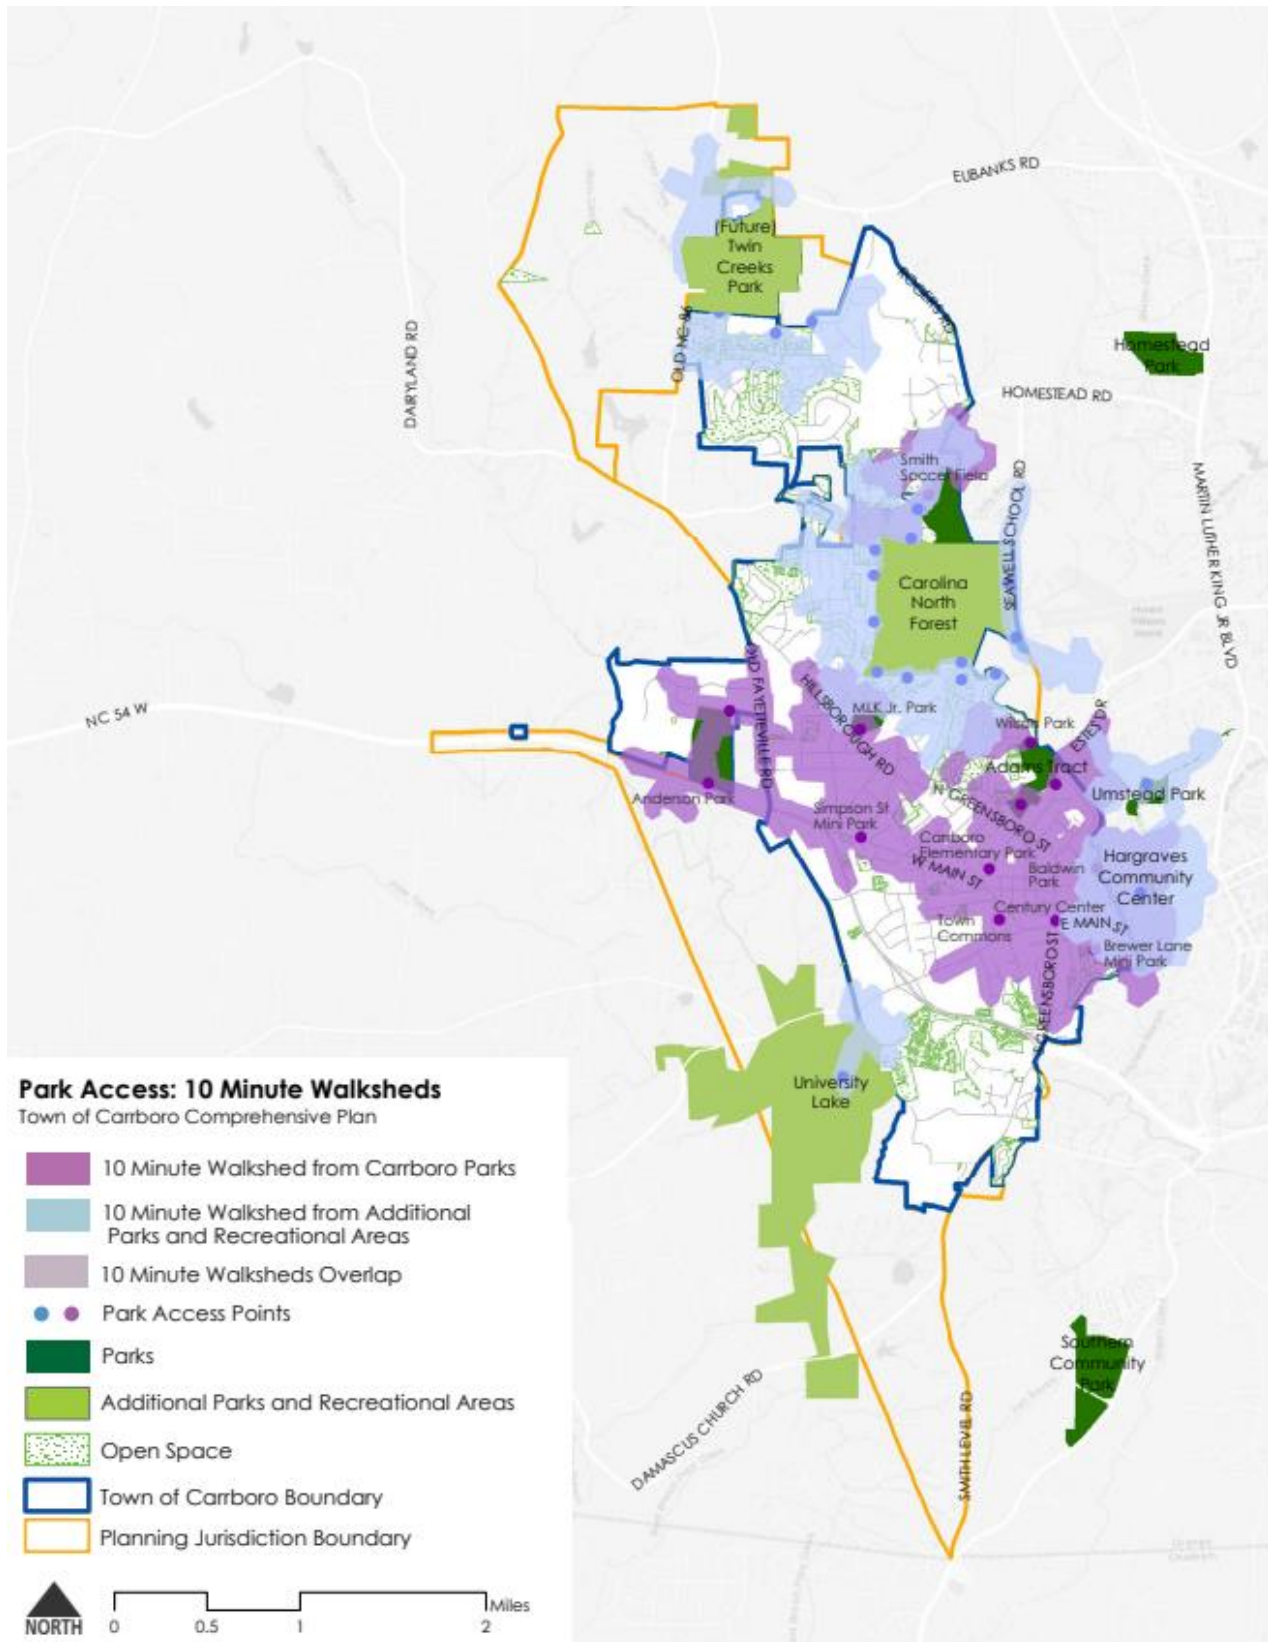 EUBANKS RD
(Future)
Twin
Creeks
Park
ROGERS RD
OLD NC 86
DAIRYLAND RD
Homestead
Park
HOMESTEAD RD
Smith
Soccer Field
SEAWELL SCHOOL RD
MARTIN LUTHER KING JR BLVD
Carolina
North
Forest
OLD FAYETTEVILLE RD
HILLSBOROUGH RD
NC 54 W
MLK Jr. Park
Wilson Park
ESTES DR
Adams Tract
Anderson Park
Umstead Park
Simpson St
Mini Park
N GREENSBORO ST
Carrboro
Elementary Park
W MAIN ST
Baldwin
Park
Hargraves
Community
Center
Century Center
Town
Commons
E MAIN ST
Brewer Lane
Mini Park
GREENSBORO ST
University
Lake
Southern
Community
Park
DAMASCUS CHURCH RD
SMITH LEVEL RD
Park Access: 10 Minute Walksheds
Town of Carrboro Comprehensive Plan
10 Minute Walkshed from Carrboro Parks
10 Minute Walkshed from Additional
Parks and Recreational Areas
10 Minute Walksheds Overlap
Park Access Points
Parks
Additional Parks and Recreational Areas
Open Space
Town of Carrboro Boundary
Planning Jurisdiction Boundary
NORTH
0 0.5 1 2
Miles